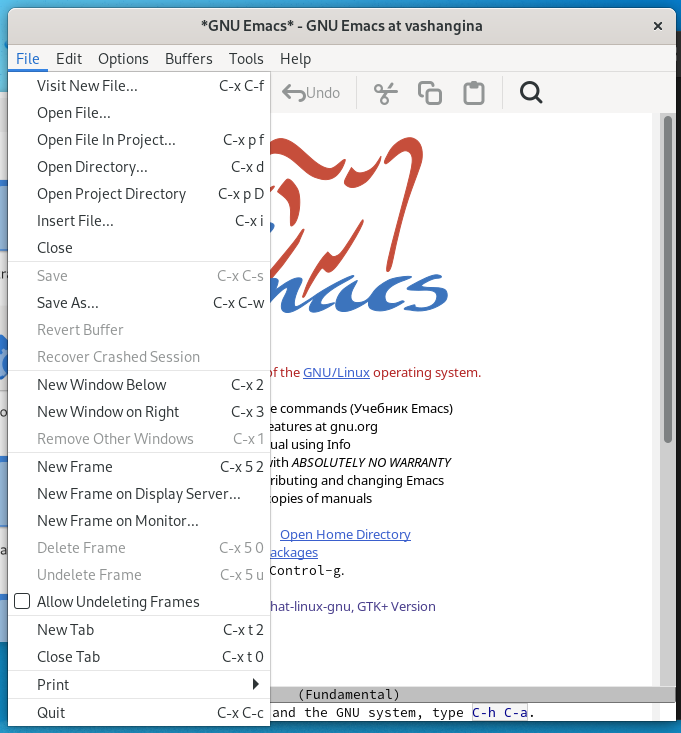 *GNU Emacs* - GNU Emacs at vashangina
File Edit Options Buffers Tools Help
Undo
Visit New File... C-x C-f
Open File...
Open File In Project... C-x p f
Open Directory... C-x d
Open Project Directory C-x p D
Insert File... C-x i
Close
Save C-x C-s
Save As... C-x C-w
Revert Buffer
Recover Crashed Session
New Window Below C-x 2
New Window on Right C-x 3
Remove Other Windows C-x 1
New Frame C-x 5 2
New Frame on Display Server...
New Frame on Monitor...
Delete Frame C-x 5 0
Undelete Frame C-x 5 u
Allow Undeleting Frames
New Tab C-x t 2
Close Tab C-x t 0
Print
Quit C-x C-c
macs
of the GNU/Linux operating system.
e commands (Учебник Emacs)
eatures at gnu.org
ual using Info
with ABSOLUTELY NO WARRANTY
ributing and changing Emacs
copies of manuals
Open Home Directory
ackages
Control-g.
hat-linux-gnu, GTK+ Version
(Fundamental)
and the GNU system, type C-h C-a.